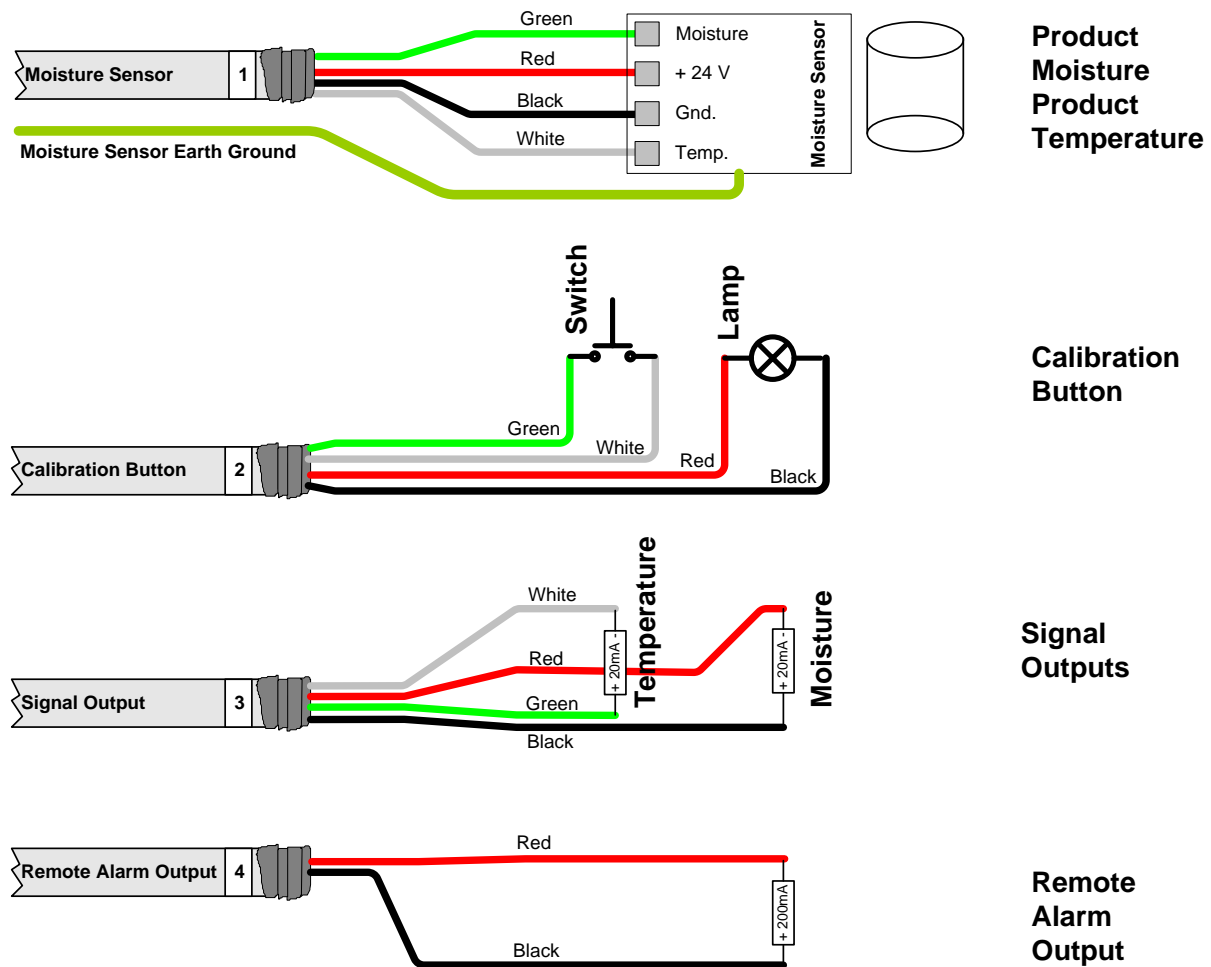 Green
Moisture
Red
+ 24 V
Black
Gnd.
White
Temp.
Moisture Sensor
Moisture Sensor
1
Moisture Sensor Earth Ground
Product
Moisture
Product
Temperature
Switch
Lamp
Green
White
Red
Black
Calibration Button
2
Calibration
Button
White
Red
Green
Black
+ 20mA -
Temperature
+ 20mA -
Moisture
Signal Output
3
Signal
Outputs
Red
Black
+ 200mA
Remote Alarm Output
4
Remote
Alarm
Output